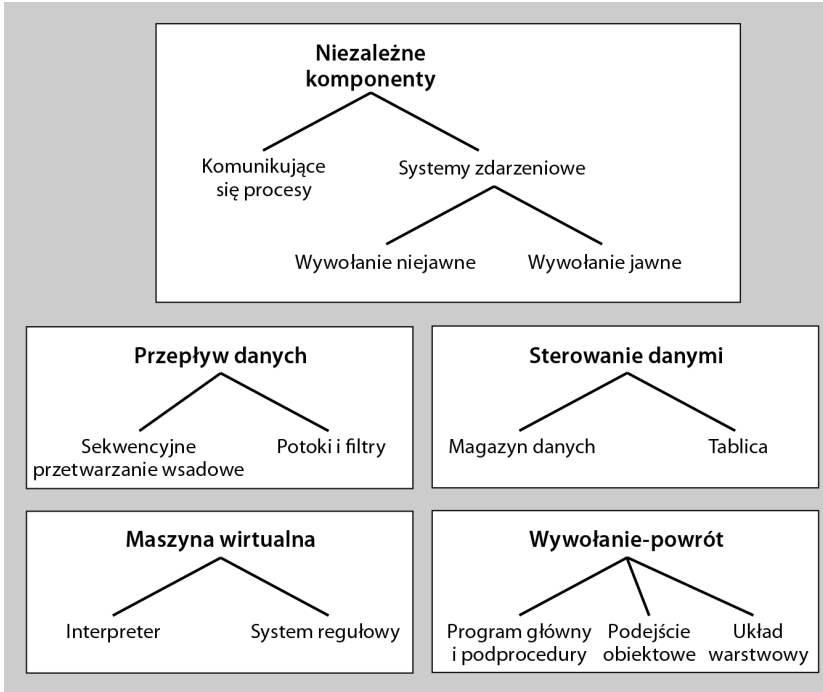 Niezależne
komponenty
Komunikujące
się procesy
Systemy zdarzeniowe
Wywołanie niejawne
Wywołanie jawne
Przepływ danych
Sekwencyjne
przetwarzanie wsadowe
Potoki i filtry
Sterowanie danymi
Magazyn danych
Tablica
Maszyna wirtualna
Interpreter
System regułowy
Wywołanie-powrót
Program główny
i podprocedury
Podejście
obiektowe
Układ
warstwowy